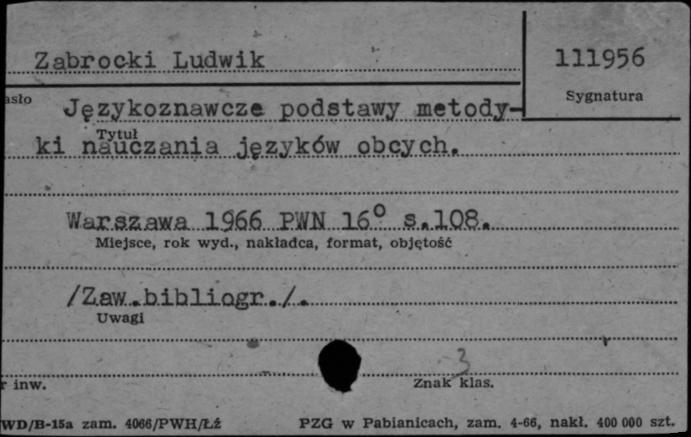 Zabrocki Ludwik
111956
asło
Sygnatura
Językoznawcze podstawy metody-
Tytuł
ki nauczania języków obcych.
Warszawa 1966 PWN 16° s.108.
Miejsce, rok wyd., nakładca, format, objętość
/Zaw.bibliogr./.
Uwagi
3
r inw.
Znak klas.
WD/B-15a zam. 4066/PWH/Łź
PZG w Pabianicach, zam. 4-66, nakł. 400 000 szt.